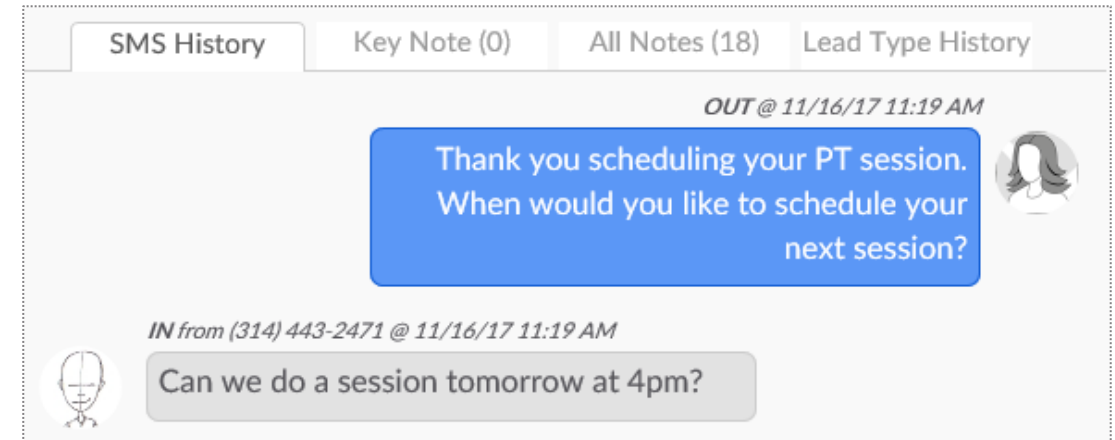 SMS History Key Note (0) All Notes (18) Lead Type History
OUT @ 11/16/17 11:19 AM
Thank you scheduling your PT session.
When would you like to schedule your
next session?
IN from (314) 443-2471 @ 11/16/17 11:19 AM
Can we do a session tomorrow at 4pm?